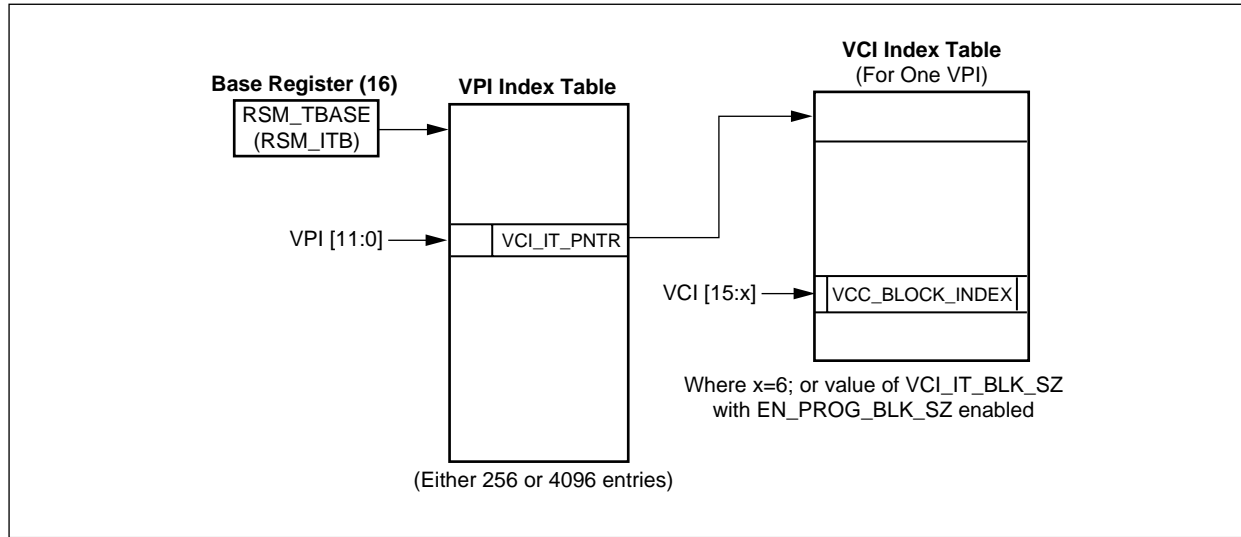 Base Register (16)
RSM_TBASE
(RSM_ITB)
VPI Index Table
VCI Index Table
(For One VPI)
VPI [11:0]
VCI_IT_PNTR
VCI [15:x]
VCC_BLOCK_INDEX
Where x=6; or value of VCI_IT_BLK_SZ
with EN_PROG_BLK_SZ enabled
(Either 256 or 4096 entries)